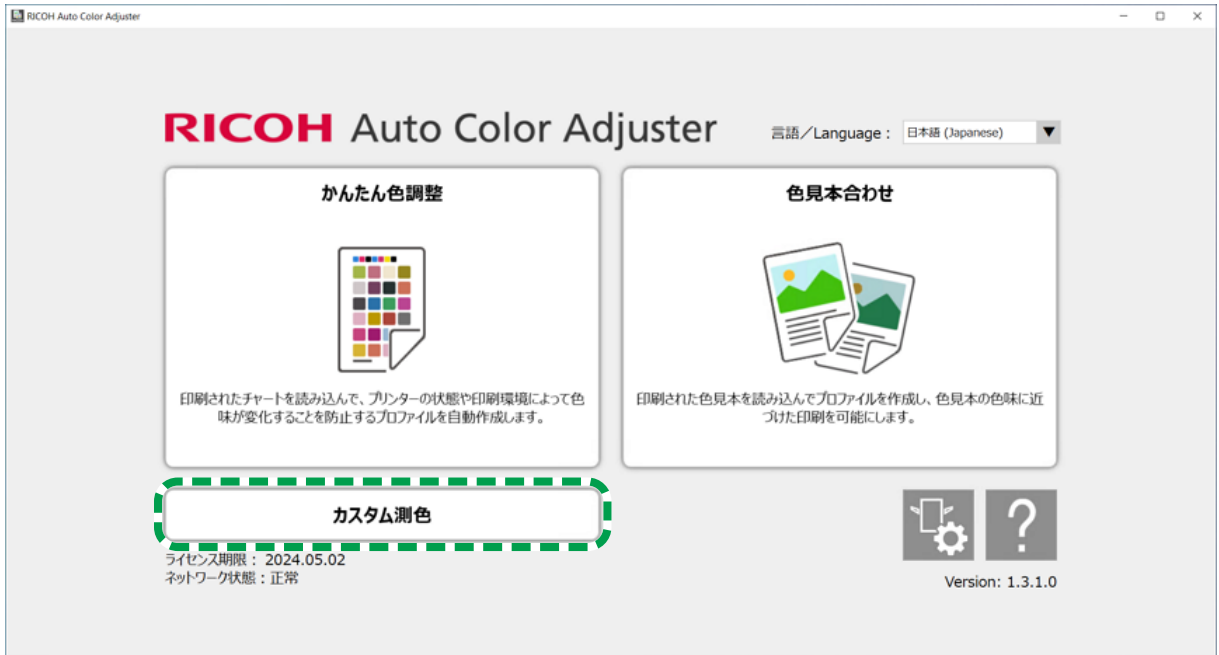 RICOH Auto Color Adjuster
RICOH Auto Color Adjuster
言語／Language :
日本語 (Japanese)
かんたん色調整
印刷されたチャートを読み込んで、プリンターの状態や印刷環境によって色
味が変化することを防止するプロファイルを自動作成します。
色見本合わせ
印刷された色見本を読み込んでプロファイルを作成し、色見本の色味に近
づけた印刷を可能にします。
カスタム測色
?
ライセンス期限： 2024.05.02
ネットワーク状態：正常
Version: 1.3.1.0